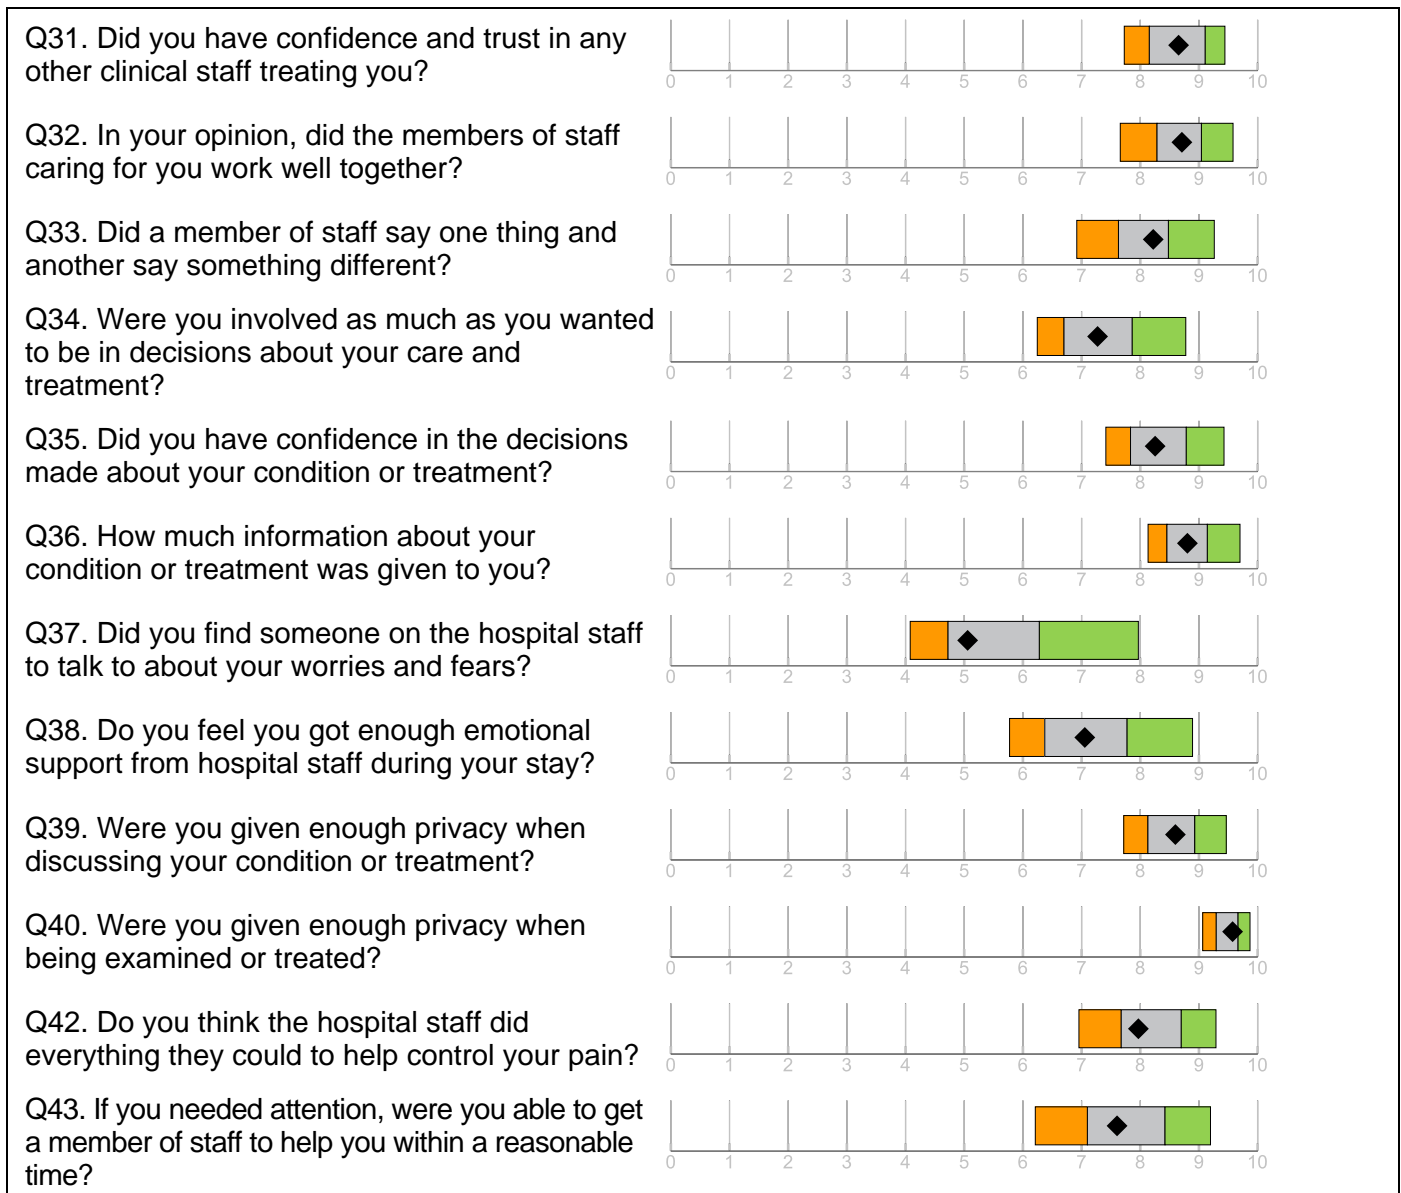 Q31. Did you have confidence and trust in any
other clinical staff treating you?
0 1 2 3 4 5 6 7 8 9 10
Q32. In your opinion, did the members of staff
caring for you work well together?
0 1 2 3 4 5 6 7 8 9 10
Q33. Did a member of staff say one thing and
another say something different?
0 1 2 3 4 5 6 7 8 9 10
Q34. Were you involved as much as you wanted
to be in decisions about your care and
treatment?
0 1 2 3 4 5 6 7 8 9 10
Q35. Did you have confidence in the decisions
made about your condition or treatment?
0 1 2 3 4 5 6 7 8 9 10
Q36. How much information about your
condition or treatment was given to you?
0 1 2 3 4 5 6 7 8 9 10
Q37. Did you find someone on the hospital staff
to talk to about your worries and fears?
0 1 2 3 4 5 6 7 8 9 10
Q38. Do you feel you got enough emotional
support from hospital staff during your stay?
0 1 2 3 4 5 6 7 8 9 10
Q39. Were you given enough privacy when
discussing your condition or treatment?
0 1 2 3 4 5 6 7 8 9 10
Q40. Were you given enough privacy when
being examined or treated?
0 1 2 3 4 5 6 7 8 9 10
Q42. Do you think the hospital staff did
everything they could to help control your pain?
0 1 2 3 4 5 6 7 8 9 10
Q43. If you needed attention, were you able to get
a member of staff to help you within a reasonable
time?
0 1 2 3 4 5 6 7 8 9 10